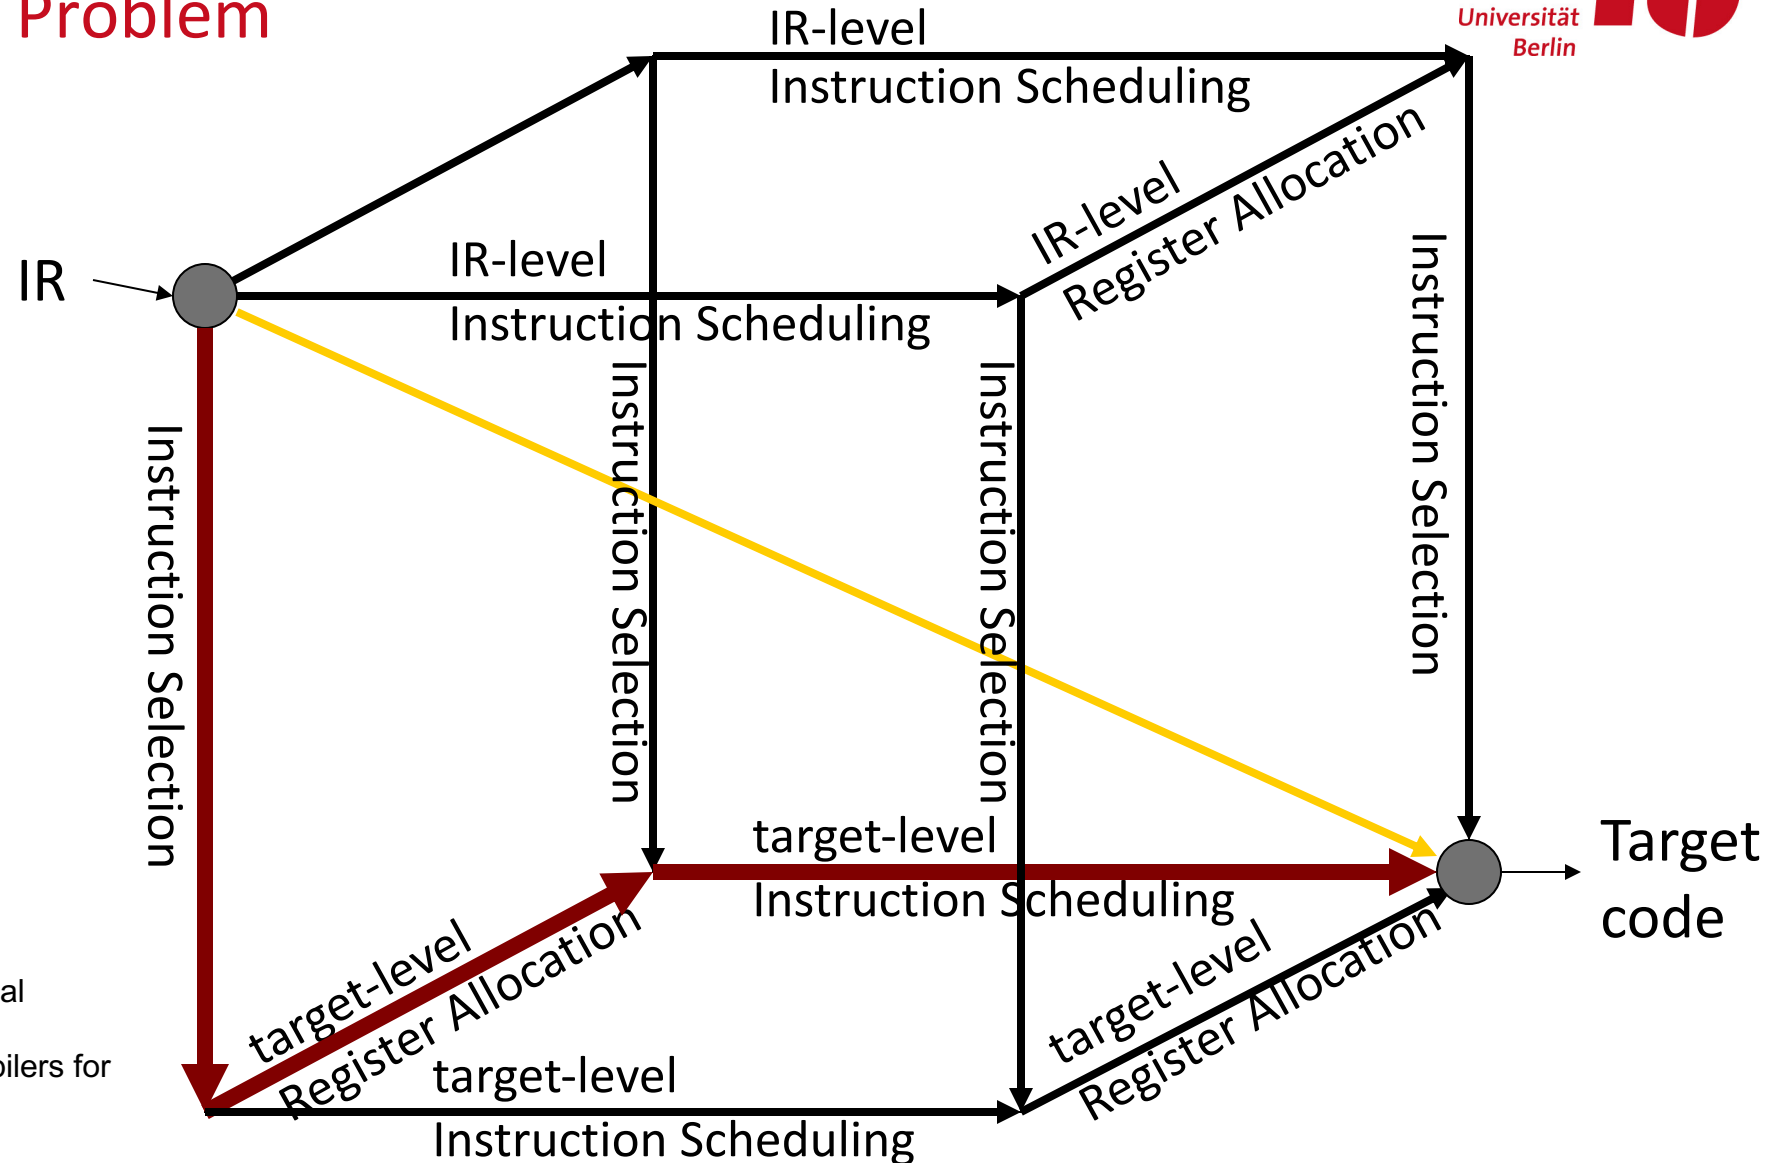 Problem
Universität
Berlin
IR-level
Instruction Scheduling
IR-level
Register Allocation
IR
IR-level
Instruction Scheduling
Instruction Selection
Instruction Selection
Instruction Selection
Instruction Selection
target-level
Instruction Scheduling
Target
code
target-level
Register Allocation
target-level
Register Allocation
al
pilers for
target-level
Instruction Scheduling